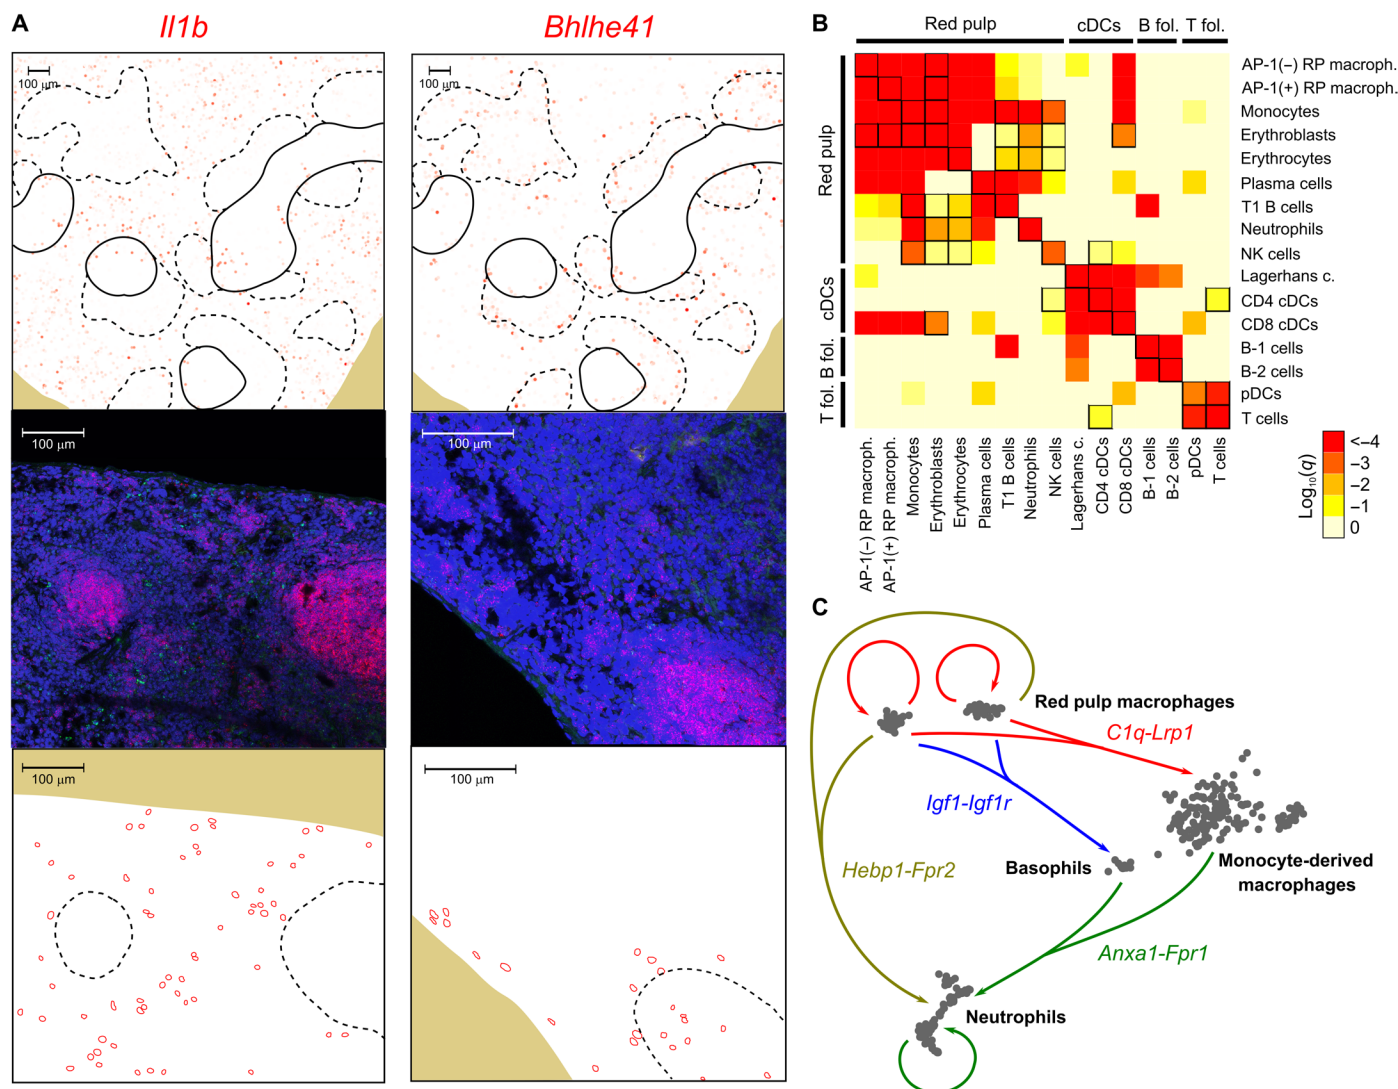 A
Il1b
Bhlhe41
100 μm
100 μm
100 μm
100 μm
100 μm
100 μm
B
Red pulp
cDCs
B fol.
T fol.
AP-1(–) RP macroph.
AP-1(+) RP macroph.
Monocytes
Erythroblasts
Erythrocytes
Plasma cells
T1 B cells
Neutrophils
NK cells
Lagerhans c.
CD4 cDCs
CD8 cDCs
B-1 cells
B-2 cells
pDCs
T cells
Red pulp
cDCs
B fol.
T fol.
AP-1(–) RP macroph.
AP-1(+) RP macroph.
Monocytes
Erythroblasts
Erythrocytes
Plasma cells
T1 B cells
Neutrophils
NK cells
Lagerhans c.
CD4 cDCs
CD8 cDCs
B-1 cells
B-2 cells
pDCs
T cells
Log10(q)
<–4
–3
–2
–1
0
C
Red pulp macrophages
C1q-Lrp1
Igf1-Igf1r
Hebp1-Fpr2
Basophils
Monocyte-derived
macrophages
Anxa1-Fpr1
Neutrophils